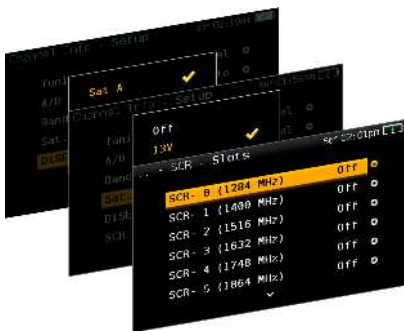 Channel Info - Setup
Tuni
A/D
Band
Sat.
DISE
Sat A
Channel Info - Setup
Tuni
A/D
Band
Sat.
DISE
SCR
Off
13V
SCR - Slots
SCR- 0 (1284 MHz) Off
SCR- 1 (1400 MHz) Off
SCR- 2 (1516 MHz) Off
SCR- 3 (1632 MHz) Off
SCR- 4 (1748 MHz) Off
SCR- 5 (1864 MHz) Off